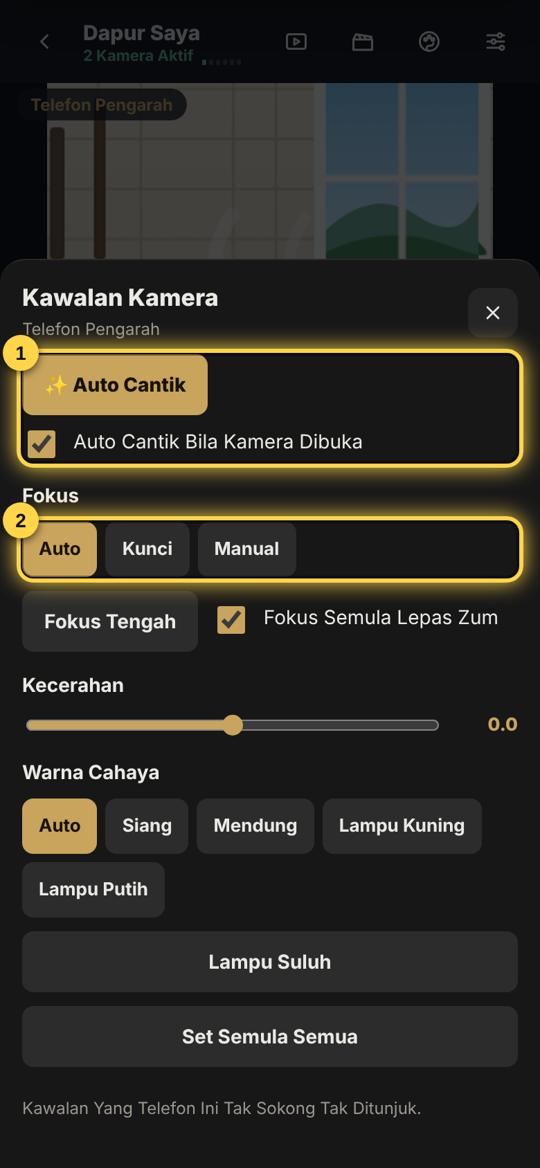 Dapur Saya
2 Kamera Aktif
Telefon Pengarah
Kawalan Kamera
Telefon Pengarah
1
✨ Auto Cantik
Auto Cantik Bila Kamera Dibuka
Fokus
2
Auto Kunci Manual
Fokus Tengah Fokus Semula Lepas Zum
Kecerahan
0.0
Warna Cahaya
Auto Siang Mendung Lampu Kuning
Lampu Putih
Lampu Suluh
Set Semula Semua
Kawalan Yang Telefon Ini Tak Sokong Tak Ditunjuk.